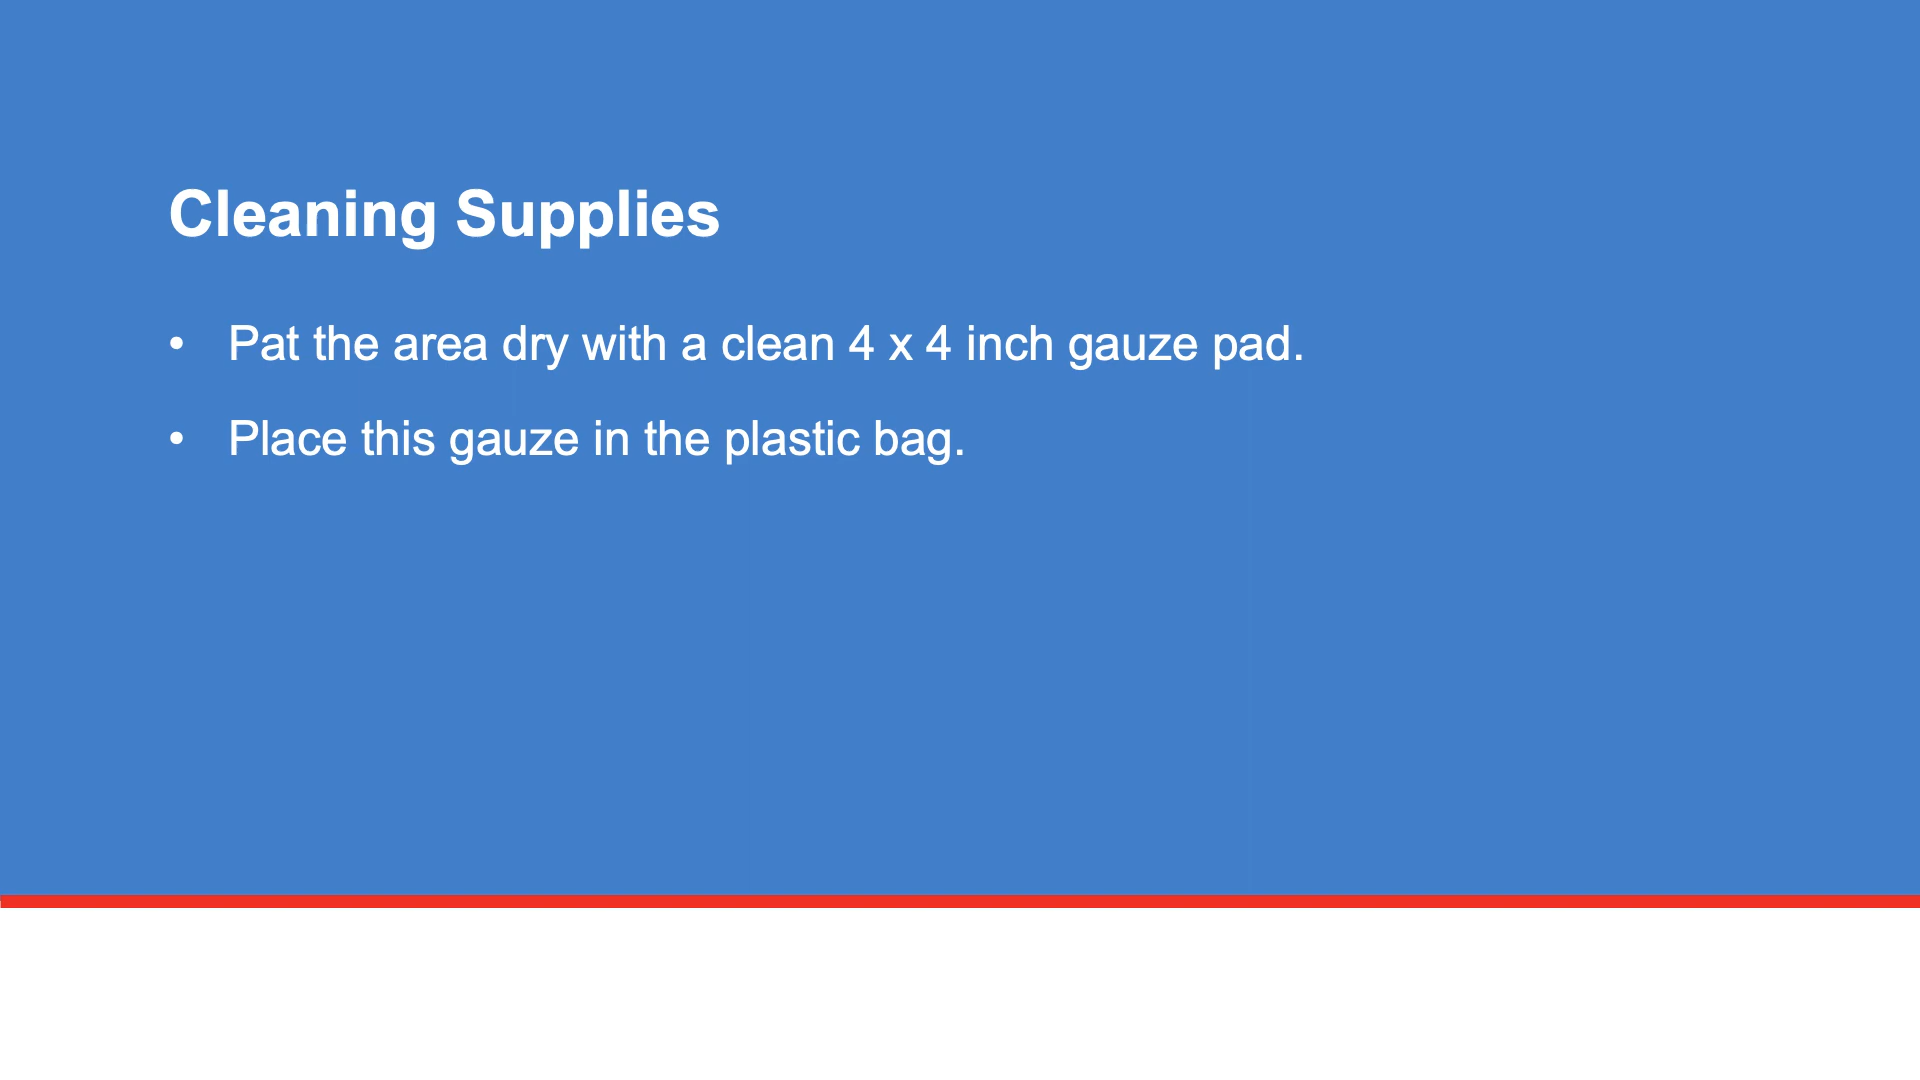 Cleaning Supplies
• Pat the area dry with a clean 4 x 4 inch gauze pad.
• Place this gauze in the plastic bag.